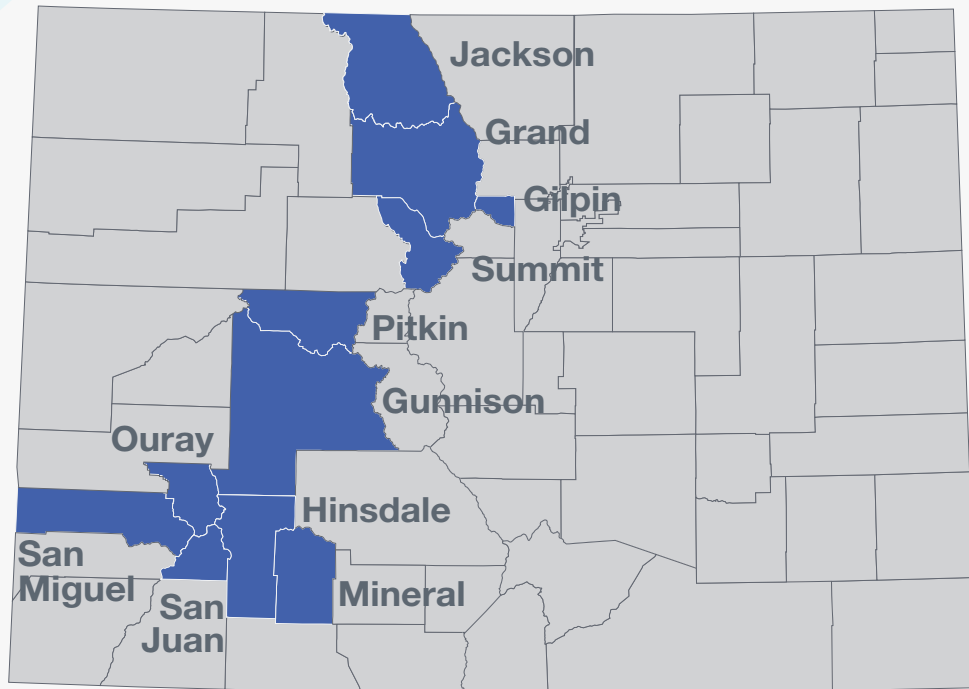 Jackson
Grand
Gilpin
Summit
Pitkin
Gunnison
Ouray
Hinsdale
San
Miguel
Mineral
San
Juan